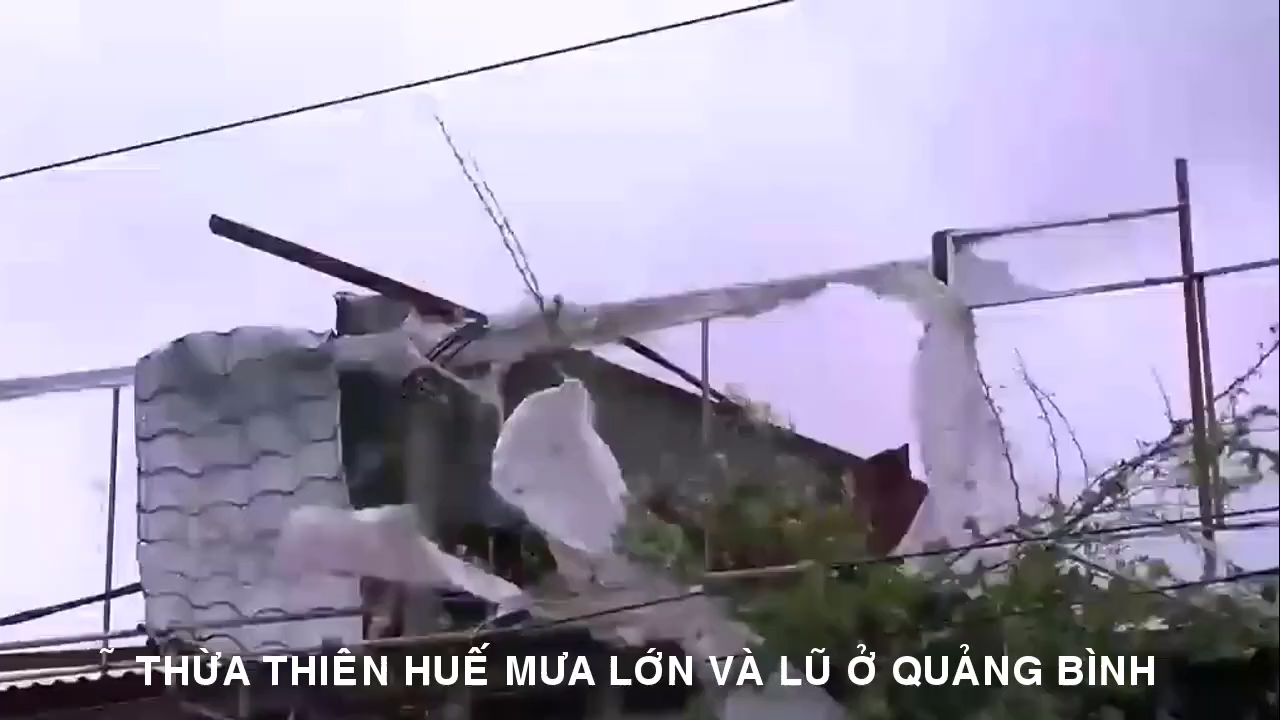 THỪA THIÊN HUẾ MƯA LỚN VÀ LŨ Ở QUẢNG BÌNH